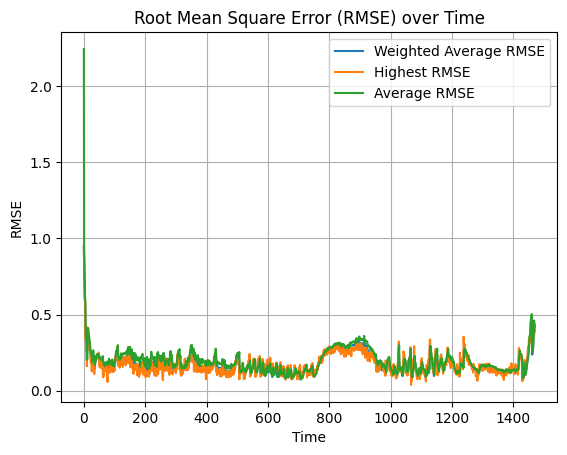 Root Mean Square Error (RMSE) over Time
Weighted Average RMSE
Highest RMSE
Average RMSE
RMSE
2.0
1.5
1.0
0.5
0.0
0 200 400 600 800 1000 1200 1400
Time